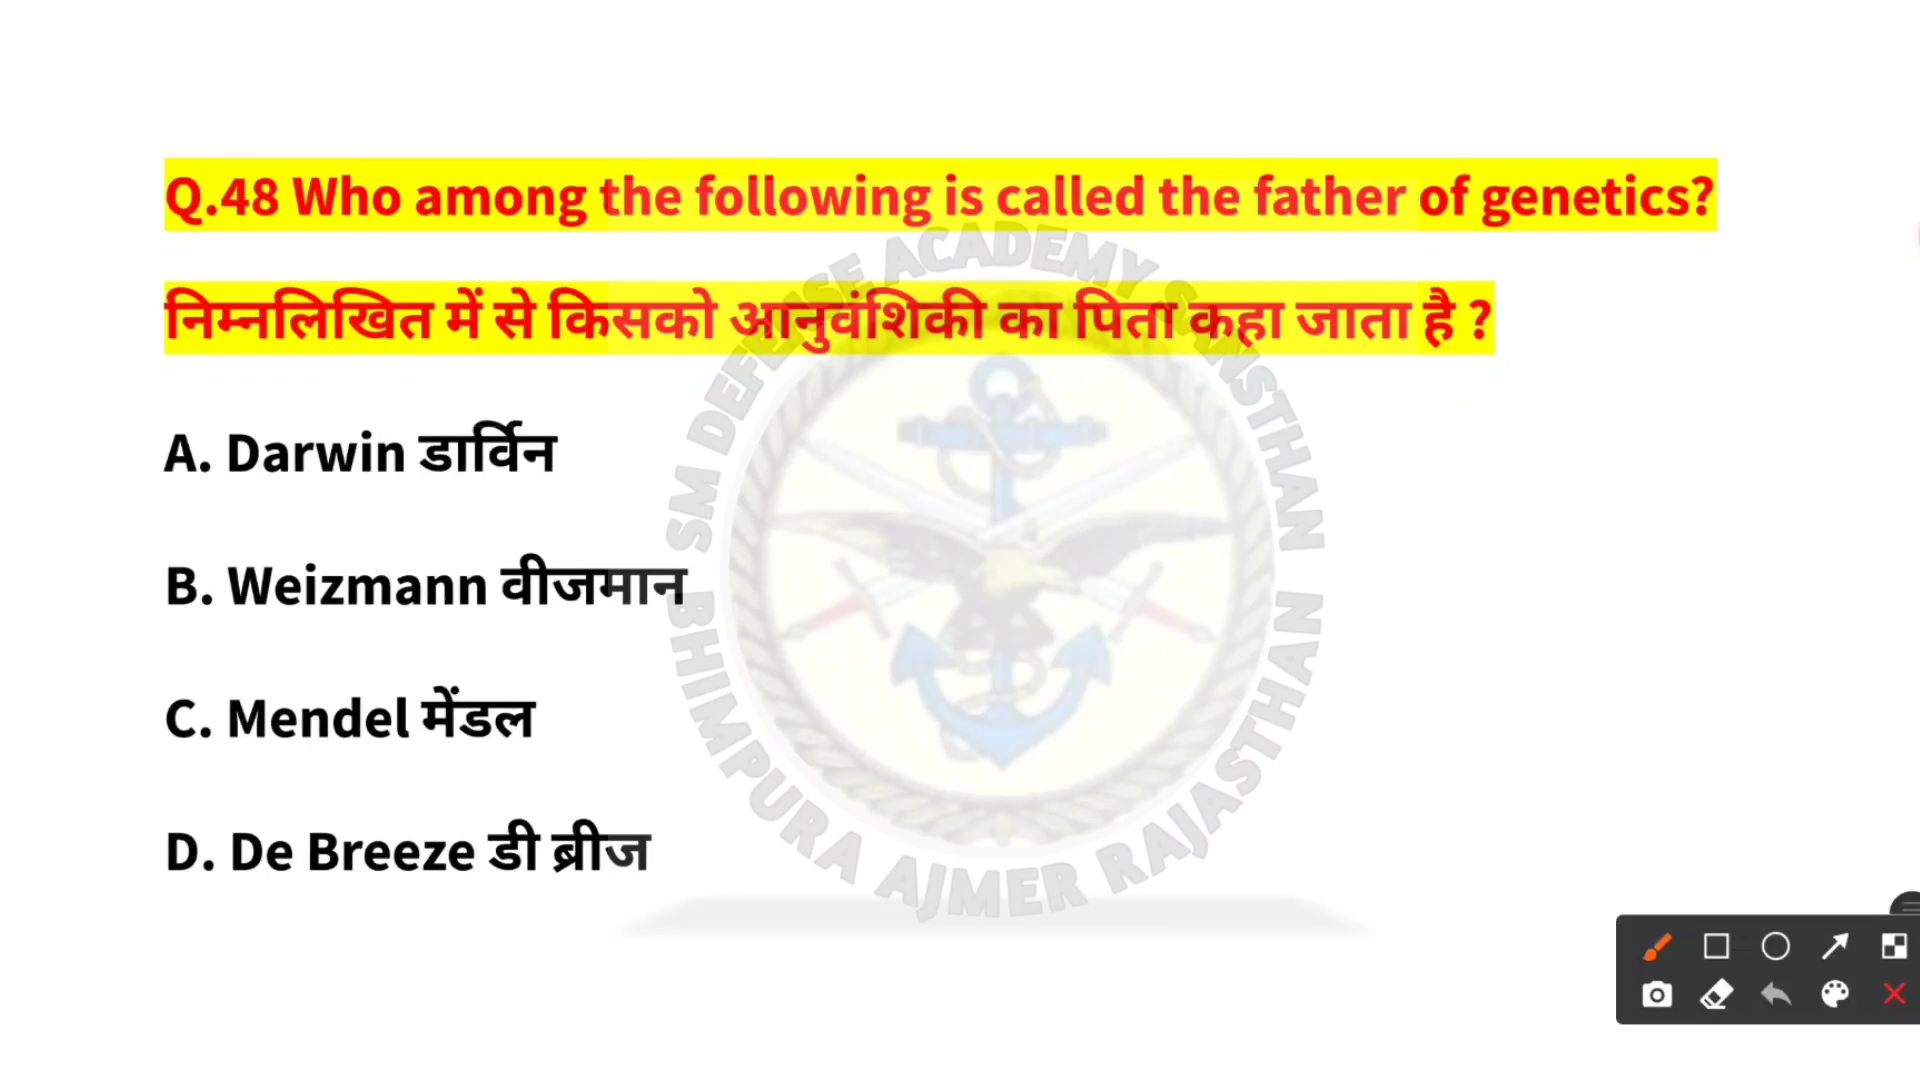 Q.48 Who among the following is called the father of genetics?
निम्नलिखित में से किसको आनुवंशिकी का पिता कहा जाता है ?
A. Darwin डार्विन
B. Weizmann वीजमान
C. Mendel मेंडल
D. De Breeze डी ब्रीज
SM DEFENSE ACADEMY SANSTHAN
BHIMPURA AJMER RAJASTHAN